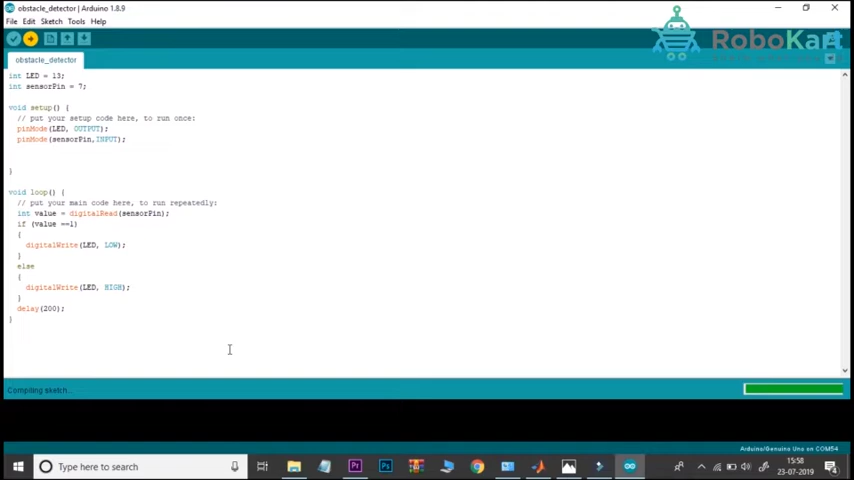 obstacle_detector | Arduino 1.8.9
File Edit Sketch Tools Help
RoboKart
obstacle_detector
int LED = 13;
int sensorPin = 7;
void setup() {
// put your setup code here, to run once:
pinMode(LED, OUTPUT);
pinMode(sensorPin,INPUT);
}
void loop() {
// put your main code here, to run repeatedly:
int value = digitalRead(sensorPin);
if (value ==1)
{
digitalWrite(LED, LOW);
}
else
{
digitalWrite(LED, HIGH);
}
delay(200);
}
Compiling sketch...
Arduino/Genuino Uno on COM54
Type here to search
Pr
Ps
15:58
23-07-2019
4